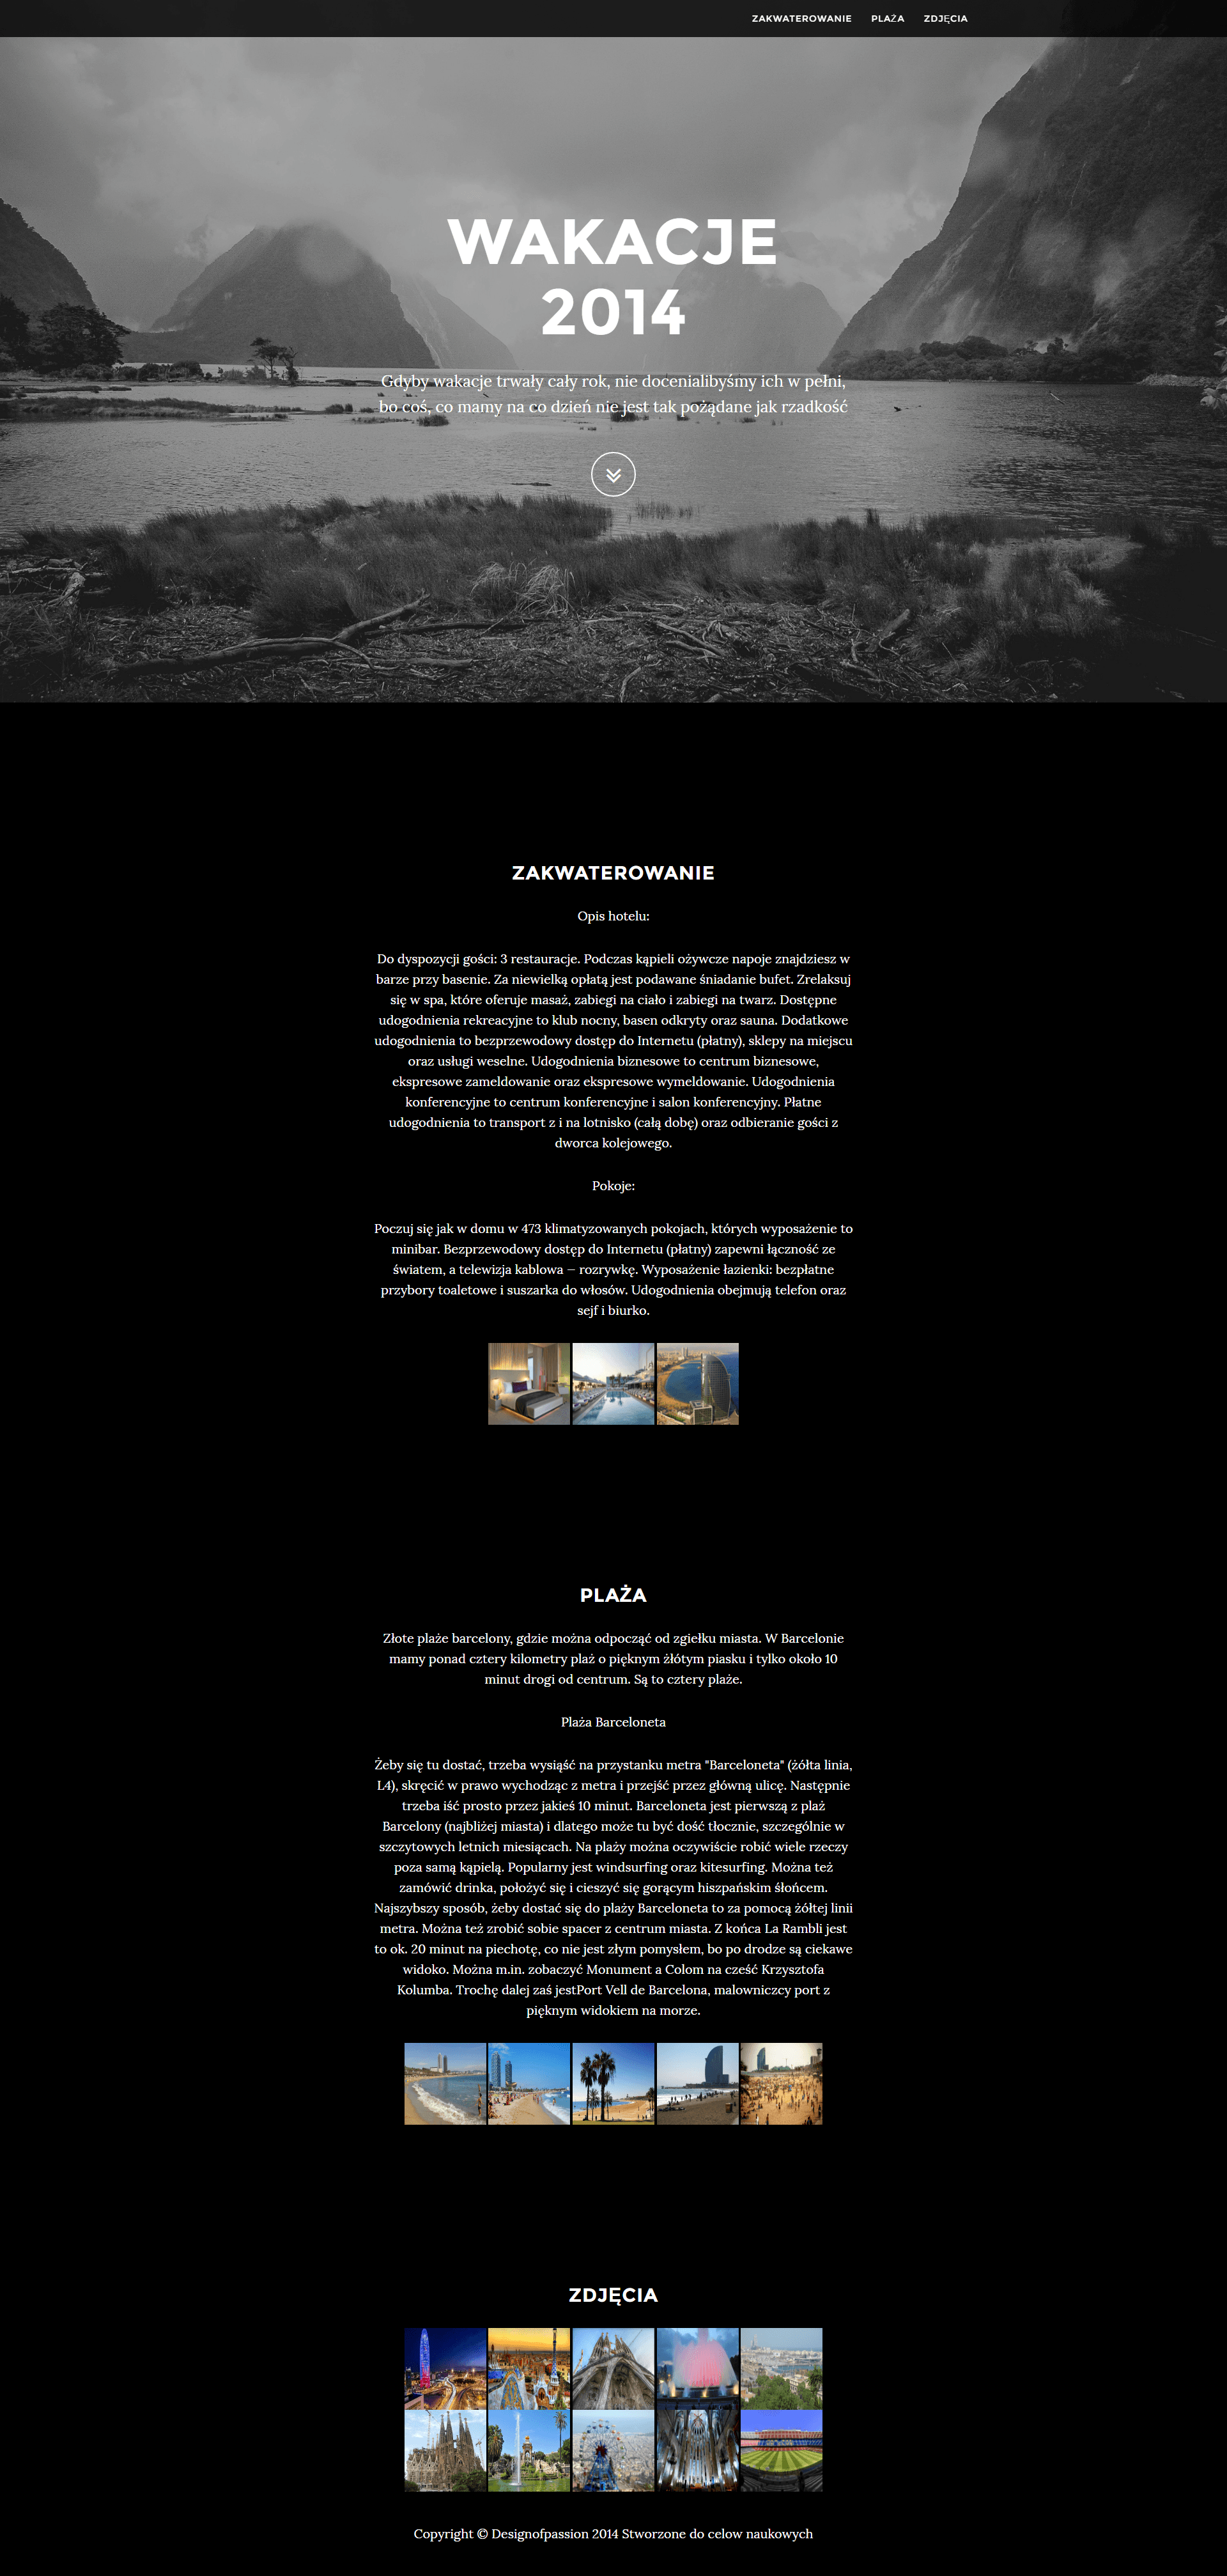 ZAKWATEROWANIE PLAŻA ZDJĘCIA
WAKACJE
2014
Gdyby wakacje trwały cały rok, nie docenialibyśmy ich w pełni,
bo coś, co mamy na co dzień nie jest tak pożądane jak rzadkość
ZAKWATEROWANIE
Opis hotelu:
Do dyspozycji gości: 3 restauracje. Podczas kąpieli ożywcze napoje znajdziesz w
barze przy basenie. Za niewielką opłatą jest podawane śniadanie bufet. Zrelaksuj
się w spa, które oferuje masaż, zabiegi na ciało i zabiegi na twarz. Dostępne
udogodnienia rekreacyjne to klub nocny, basen odkryty oraz sauna. Dodatkowe
udogodnienia to bezprzewodowy dostęp do Internetu (płatny), sklepy na miejscu
oraz usługi weselne. Udogodnienia biznesowe to centrum biznesowe,
ekspresowe zameldowanie oraz ekspresowe wymeldowanie. Udogodnienia
konferencyjne to centrum konferencyjne i salon konferencyjny. Płatne
udogodnienia to transport z i na lotnisko (całą dobę) oraz odbieranie gości z
dworca kolejowego.
Pokoje:
Poczuj się jak w domu w 473 klimatyzowanych pokojach, których wyposażenie to
minibar. Bezprzewodowy dostęp do Internetu (płatny) zapewni łączność ze
światem, a telewizja kablowa — rozrywkę. Wyposażenie łazienki: bezpłatne
przybory toaletowe i suszarka do włosów. Udogodnienia obejmują telefon oraz
sejf i biurko.
PLAŻA
Złote plaże barcelony, gdzie można odpocząć od zgiełku miasta. W Barcelonie
mamy ponad cztery kilometry plaż o pięknym żłótym piasku i tylko około 10
minut drogi od centrum. Są to cztery plaże.
Plaża Barceloneta
Żeby się tu dostać, trzeba wysiąść na przystanku metra "Barceloneta" (żółta linia,
L4), skręcić w prawo wychodząc z metra i przejść przez główną ulicę. Następnie
trzeba iść prosto przez jakieś 10 minut. Barceloneta jest pierwszą z plaż
Barcelony (najbliżej miasta) i dlatego może tu być dość tłocznie, szczególnie w
szczytowych letnich miesiącach. Na plaży można oczywiście robić wiele rzeczy
poza samą kąpielą. Popularny jest windsurfing oraz kitesurfing. Można też
zamówić drinka, położyć się i cieszyć się gorącym hiszpańskim śłońcem.
Najszybszy sposób, żeby dostać się do plaży Barceloneta to za pomocą żółtej linii
metra. Można też zrobić sobie spacer z centrum miasta. Z końca La Rambli jest
to ok. 20 minut na piechotę, co nie jest złym pomysłem, bo po drodze są ciekawe
widoko. Można m.in. zobaczyć Monument a Colom na cześć Krzysztofa
Kolumba. Trochę dalej zaś jestPort Vell de Barcelona, malowniczcy port z
pięknym widokiem na morze.
ZDJĘCIA
Copyright © Designofpassion 2014 Stworzone do celow naukowych